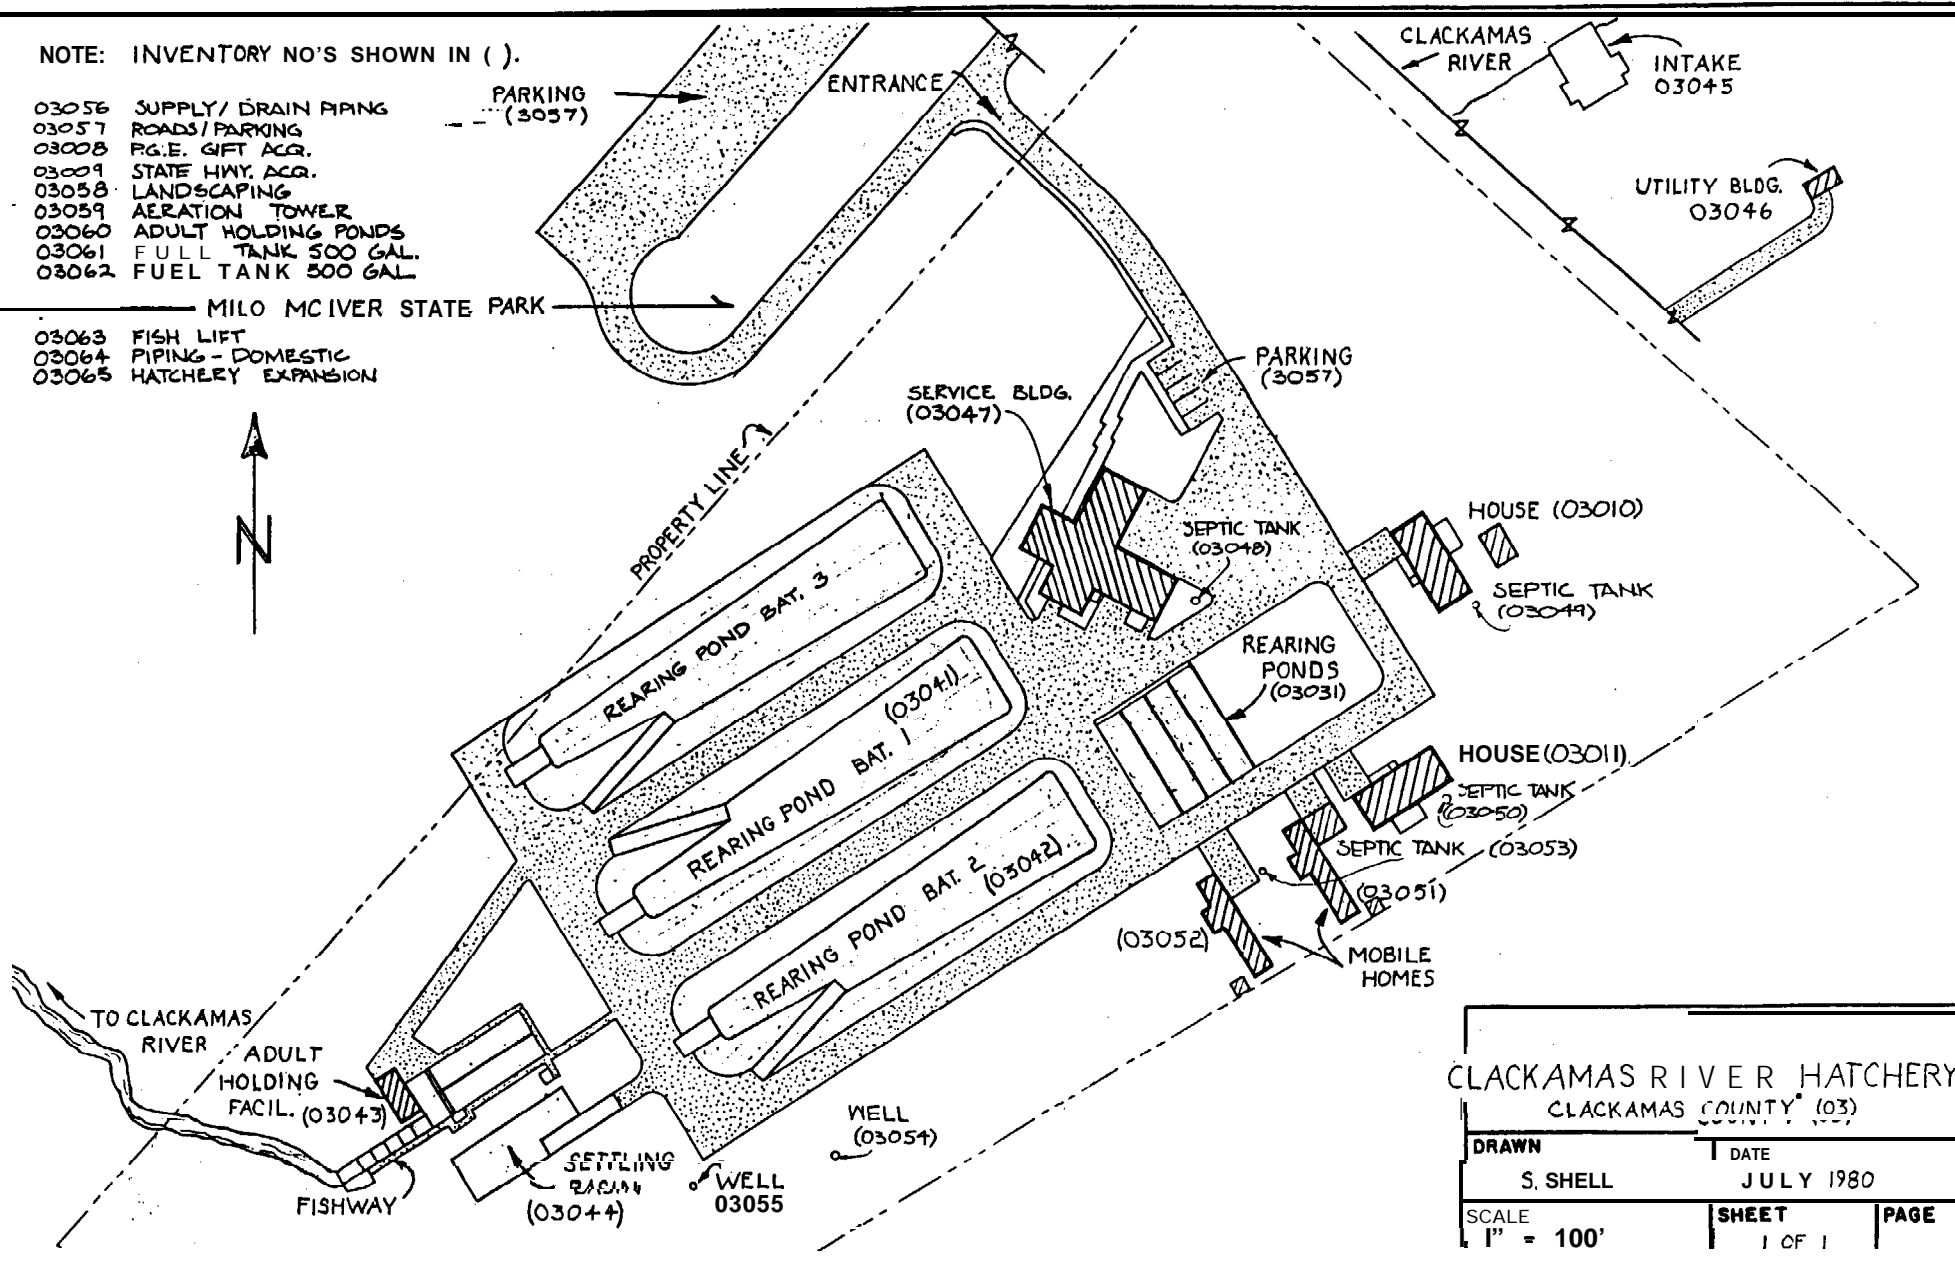 NOTE: INVENTORY NO'S SHOWN IN ( ).
03056 SUPPLY/ DRAIN PIPING
03057 ROADS/PARKING
03008 P.G.E. GIFT ACQ.
03009 STATE HWY. ACQ.
03058 LANDSCAPING
03059 AERATION TOWER
03060 ADULT HOLDING PONDS
03061 FULL TANK 500 GAL.
03062 FUEL TANK 500 GAL
MILO MCIVER STATE PARK
03063 FISH LIFT
03064 PIPING - DOMESTIC
03065 HATCHERY EXPANSION
N
PARKING
(3057)
ENTRANCE
CLACKAMAS
RIVER
INTAKE
03045
UTILITY BLDG.
03046
PARKING
(3057)
SERVICE BLDG.
(03047)
PROPERTY LINE
SEPTIC TANK
(03048)
HOUSE (03010)
SEPTIC TANK
(03049)
REARING POND BAT. 3
REARING POND BAT. 1
(03041)
REARING POND BAT. 2
(03042)
REARING
PONDS
(03031)
HOUSE (03011)
SEPTIC TANK
(03050)
SEPTIC TANK (03053)
(03051)
(03052)
MOBILE
HOMES
TO CLACKAMAS
RIVER
ADULT
HOLDING
FACIL. (03043)
FISHWAY
SETTLING
(03044)
WELL
03055
WELL
(03054)
CLACKAMAS RIVER HATCHERY
CLACKAMAS COUNTY (03)
DRAWN
S. SHELL
DATE
JULY 1980
SCALE
1" = 100'
SHEET
1 OF 1
PAGE